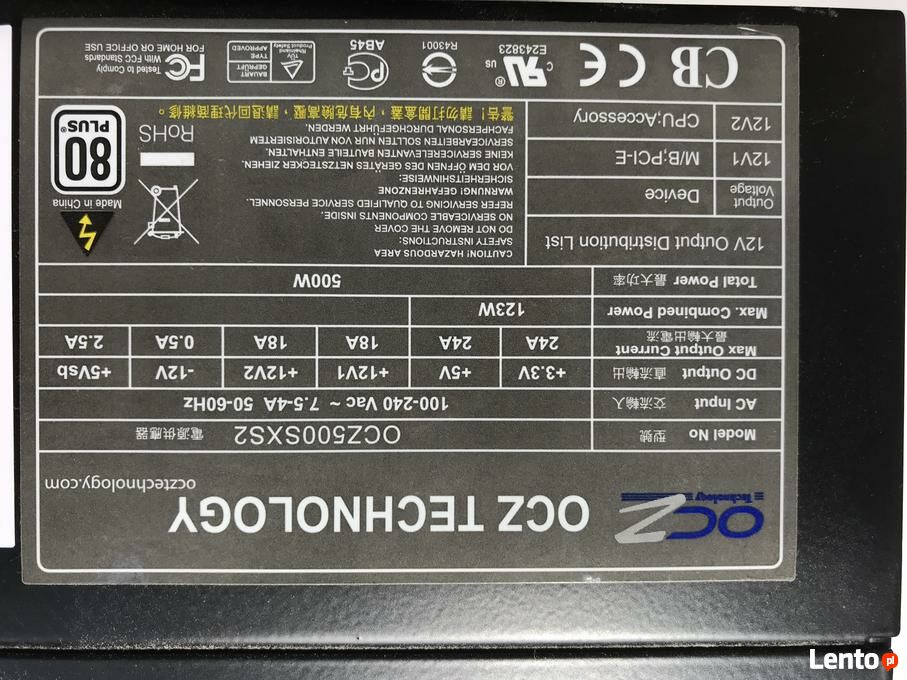 OCZ
Technology
OCZ TECHNOLOGY
ocztechnology.com
Model No 型號 OCZ500SXS2 電源供應器
AC Input 交流輸入 100-240 Vac ~ 7.5-4A 50-60Hz
DC Output 直流輸出 +3.3V +5V +12V1 +12V2 -12V +5Vsb
Max Output Current 最大輸出電流 24A 24A 18A 18A 0.5A 2.5A
Max. Combined Power 123W
Total Power 最大功率 500W
12V Output Distribution List
Output Voltage Device
12V1 M/B;PCI-E
12V2 CPU;Accessory
CAUTION! HAZARDOUS AREA
SAFETY INSTRUCTIONS:
DO NOT REMOVE THE COVER
NO SERVICEABLE COMPONENTS INSIDE.
REFER SERVICING TO QUALIFIED SERVICE PERSONNEL.
WARNUNG GEFAHRENZONE
SICHERHEITSHINWEISE:
VOR DEM ÖFFNEN DES GERÄTES NETZSTECKER ZIEHEN.
KEINE SERVICERELEVANTEN BAUTEILE ENTHALTEN.
SERVICEARBEITEN SOLLTEN NUR VON AUTORISIERTEM
FACHPERSONAL DURCHGEFÜHRT WERDEN.
警告！請勿打開盒蓋，內有危險高壓，請退回代理商維修。
RoHS
Made in China
80
PLUS®
CB
CE
c RU us ®
E243823
R43001
PC
AB45
BAUART
GEPRÜFT
TYPE
APPROVED
TÜV
Rheinland
Product Safety
FC
Tested to Comply
With FCC Standards
FOR HOME OR OFFICE USE
Lento pl